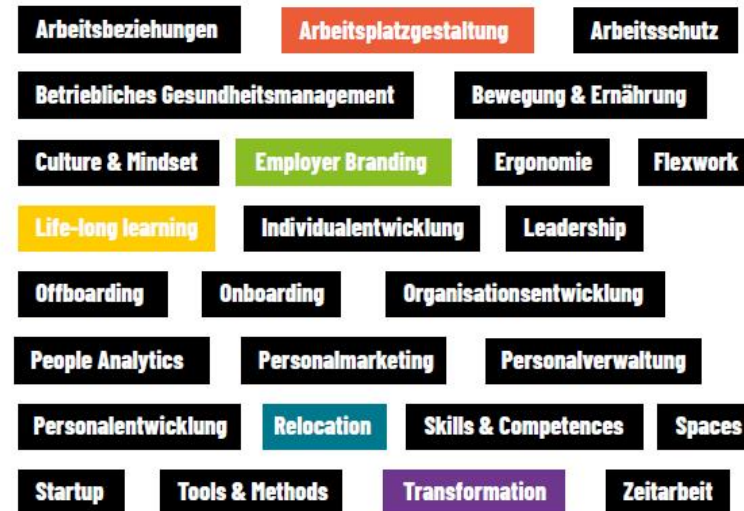 Arbeitsbeziehungen Arbeitsplatzgestaltung Arbeitsschutz
Betriebliches Gesundheitsmanagement Bewegung & Ernährung
Culture & Mindset Employer Branding Ergonomie Flexwork
Life-long learning Individualentwicklung Leadership
Offboarding Onboarding Organisationsentwicklung
People Analytics Personalmarketing Personalverwaltung
Personalentwicklung Relocation Skills & Competences Spaces
Startup Tools & Methods Transformation Zeitarbeit